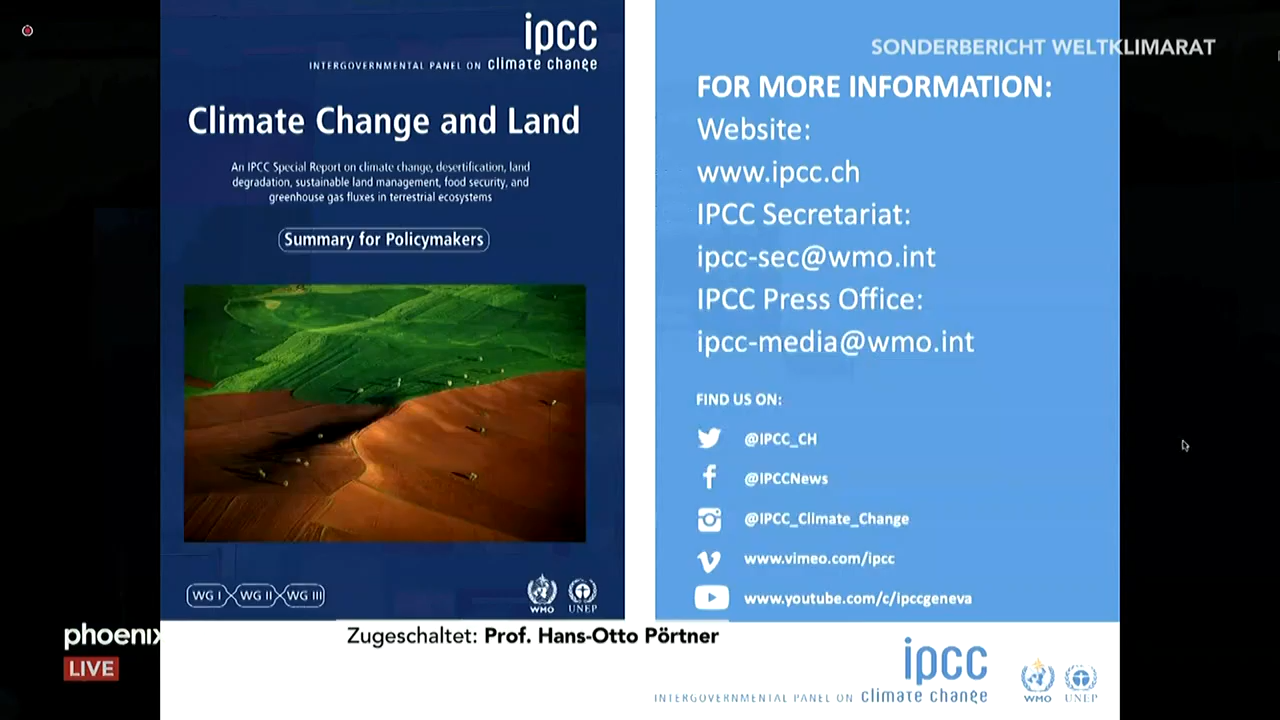 ipcc
INTERGOVERNMENTAL PANEL ON climate change
Climate Change and Land
An IPCC Special Report on climate change, desertification, land
degradation, sustainable land management, food security, and
greenhouse gas fluxes in terrestrial ecosystems
Summary for Policymakers
WG I WG II WG III
WMO UNEP
SONDERBERICHT WELTKLIMARAT
FOR MORE INFORMATION:
Website:
www.ipcc.ch
IPCC Secretariat:
ipcc-sec@wmo.int
IPCC Press Office:
ipcc-media@wmo.int
FIND US ON:
@IPCC_CH
@IPCCNews
@IPCC_Climate_Change
www.vimeo.com/ipcc
www.youtube.com/c/ipccgeneva
phoenix
LIVE
Zugeschaltet: Prof. Hans-Otto Pörtner
ipcc
INTERGOVERNMENTAL PANEL ON climate change
WMO UNEP